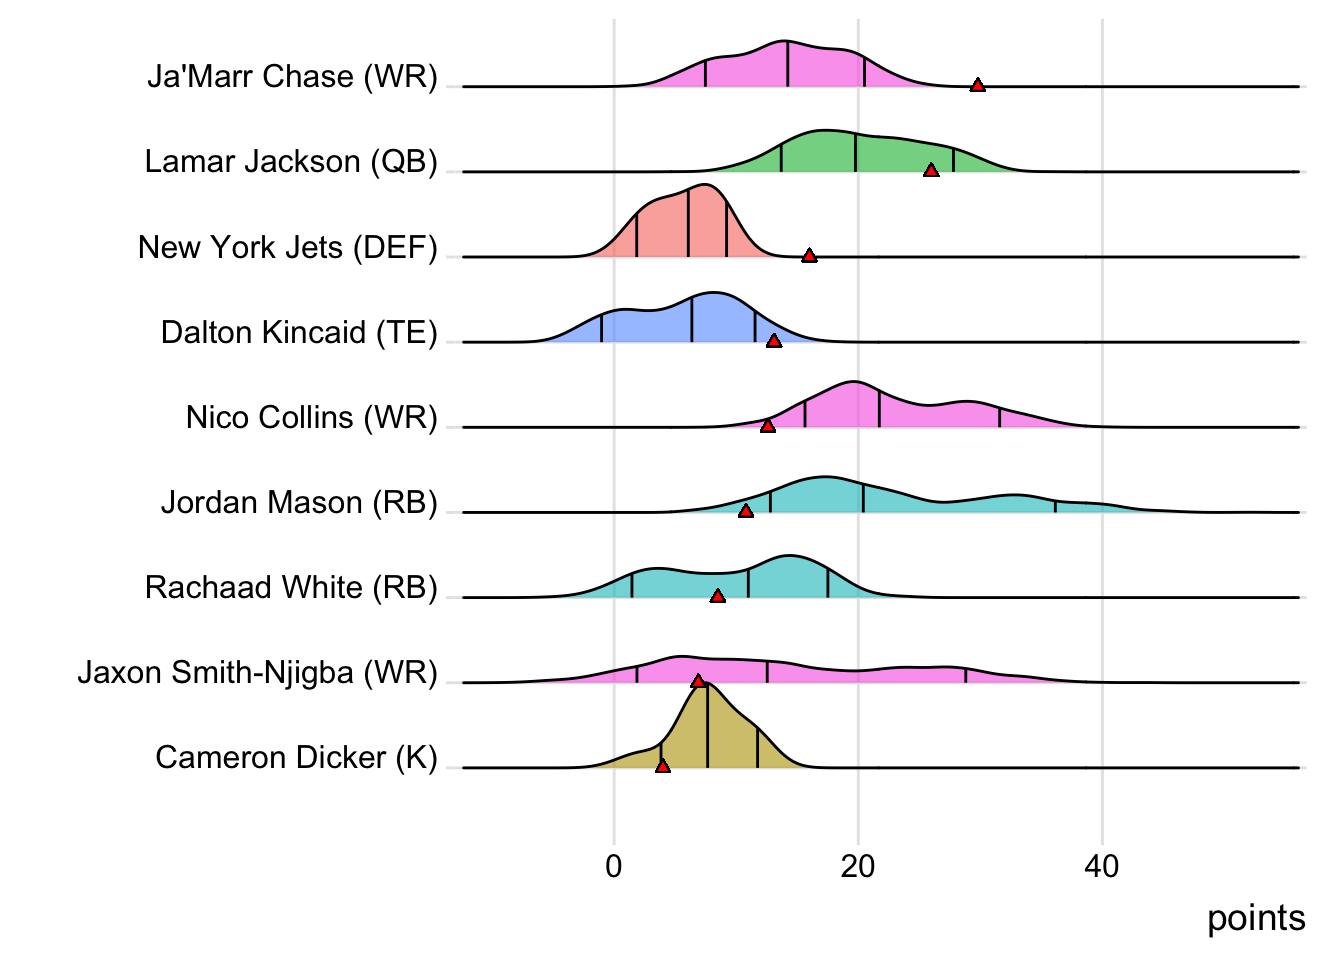 Ja'Marr Chase (WR)
Lamar Jackson (QB)
New York Jets (DEF)
Dalton Kincaid (TE)
Nico Collins (WR)
Jordan Mason (RB)
Rachaad White (RB)
Jaxon Smith-Njigba (WR)
Cameron Dicker (K)
0 20 40
points